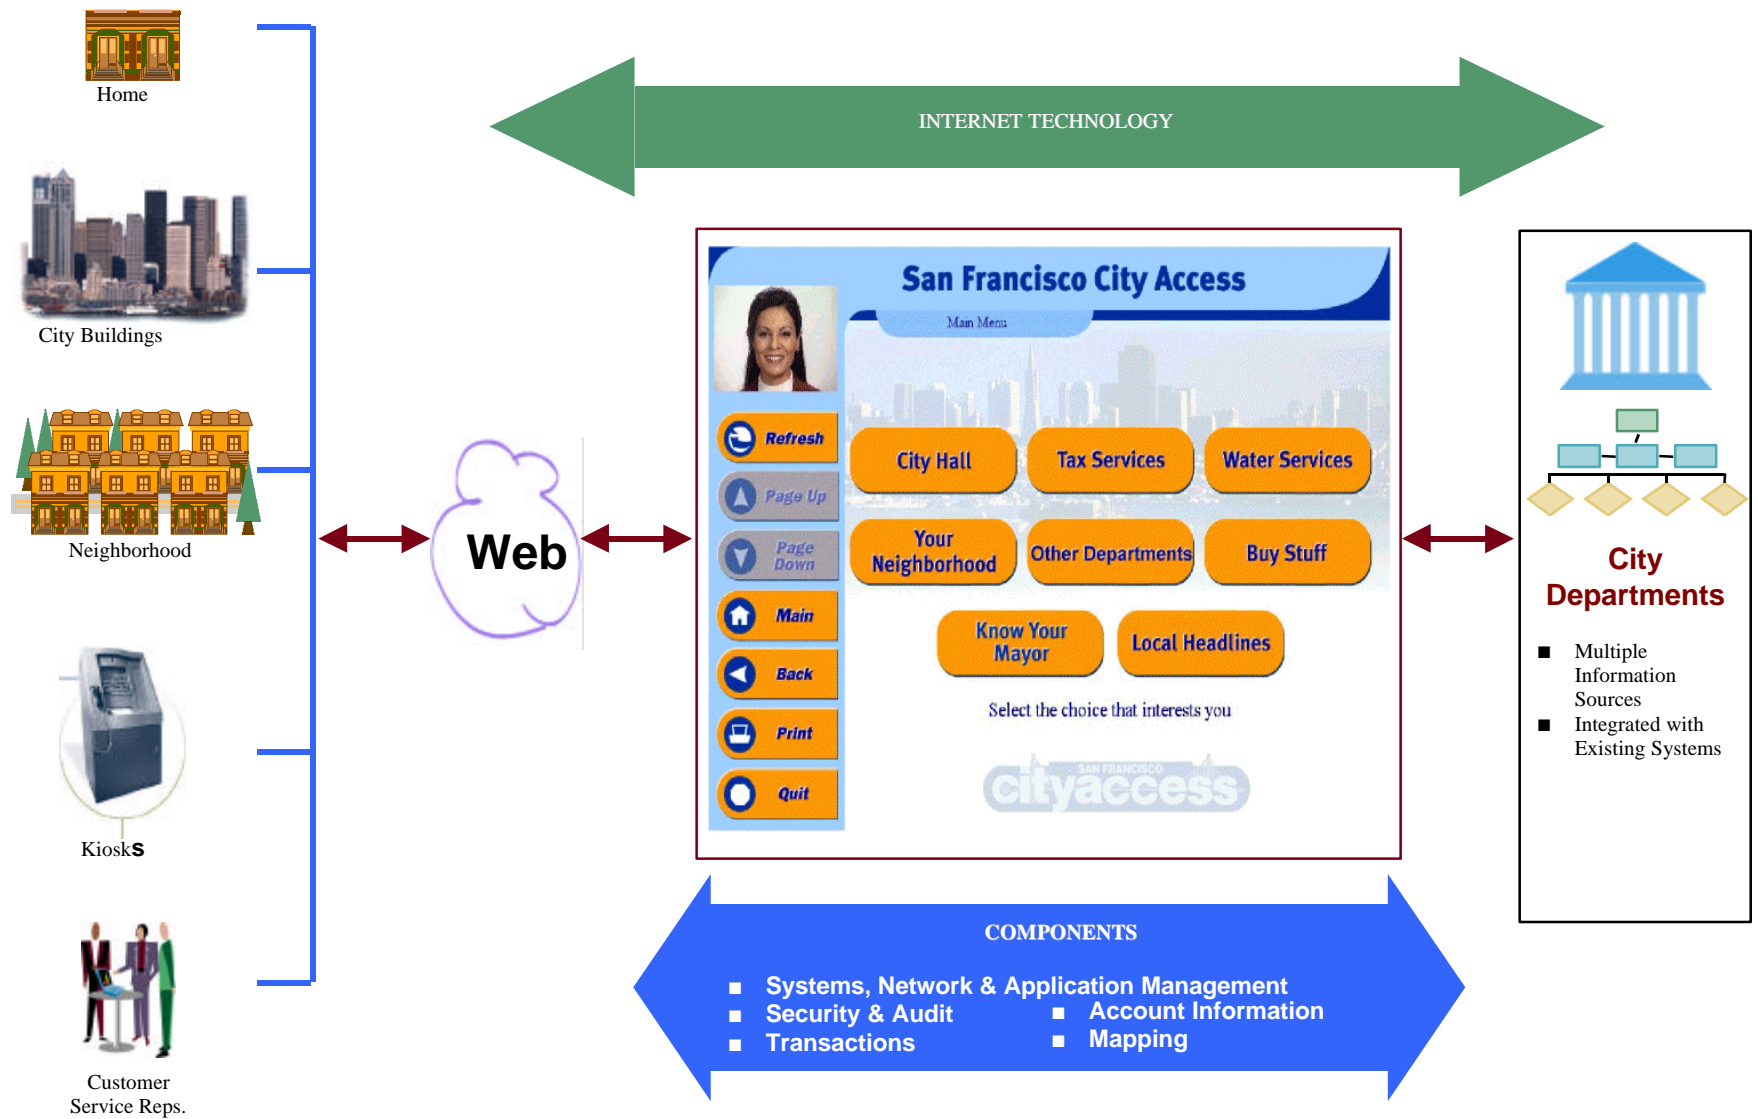 Home
City Buildings
Neighborhood
Kiosks
Customer
Service Reps.
Web
INTERNET TECHNOLOGY
San Francisco City Access
Main Menu
Refresh
Page Up
Page
Down
Main
Back
Print
Quit
City Hall
Tax Services
Water Services
Your
Neighborhood
Other Departments
Buy Stuff
Know Your
Mayor
Local Headlines
Select the choice that interests you
SAN FRANCISCO
cityaccess
COMPONENTS
■ Systems, Network & Application Management
■ Security & Audit
■ Transactions
■ Account Information
■ Mapping
City
Departments
■ Multiple
Information
Sources
■ Integrated with
Existing Systems